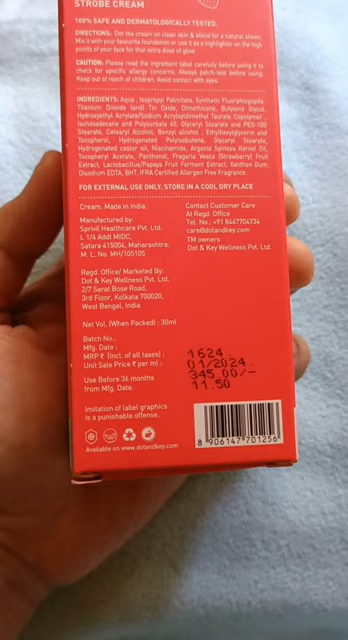 STROBE CREAM
100% SAFE AND DERMATOLOGICALLY TESTED.
DIRECTIONS: Dot the cream on clean skin & blend for a natural sheen.
Mix it with your favourite foundation or use it as a highlighter on the high
points of your face for that extra dose of glow.
CAUTION: Please read the ingredient label carefully before using it to
check for specific allergy concerns. Always patch-test before using.
Keep out of reach of children. Avoid contact with eyes.
INGREDIENTS: Aqua, Isopropyl Palmitate, Synthetic Fluorphlogopite,
Titanium Dioxide (and) Tin Oxide, Dimethicone, Butylene Glycol,
Hydroxyethyl Acrylate/Sodium Acryloyldimethyl Taurate Copolymer-
Isohexadecane and Polysorbate 60, Glyceryl Stearate and PEG-100
Stearate, Cetearyl Alcohol, Benzyl alcohol, Ethylhexylglycerin and
Tocopherol, Hydrogenated Polyisobutene, Glyceryl Stearate,
Hydrogenated castor oil, Niacinamide, Argania Spinosa Kernel Oil,
Tocopheryl Acetate, Panthenol, Fragaria Vesca (Strawberry) Fruit
Extract, Lactobacillus/Papaya Fruit Ferment Extract, Xanthan Gum,
Disodium EDTA, BHT, IFRA Certified Allergen Free Fragrance.
FOR EXTERNAL USE ONLY. STORE IN A COOL DRY PLACE
Cream. Made in India.
Manufactured by:
Sprivil Healthcare Pvt. Ltd.
L 1/4 Addl MIDC,
Satara 415004, Maharashtra.
M. L. No. MH/105105
Contact Customer Care
At Regd. Office
Tel. No.: +91 8447704734
care@dotandkey.com
TM owners
Dot & Key Wellness Pvt. Ltd.
Regd. Office/ Marketed By:
Dot & Key Wellness Pvt. Ltd.
2/7 Sarat Bose Road,
3rd Floor, Kolkata 700020,
West Bengal, India
Net Vol. (When Packed) : 30ml
Batch No.: 1624
Mfg. Date : 01/2024
MRP ₹ (incl. of all taxes) : 345.00/-
Unit Sale Price ₹ per ml : 11.50
Use Before 36 months
from Mfg. Date.
Imitation of label graphics
is a punishable offense.
8 906147 701256
Available on www.dotandkey.com